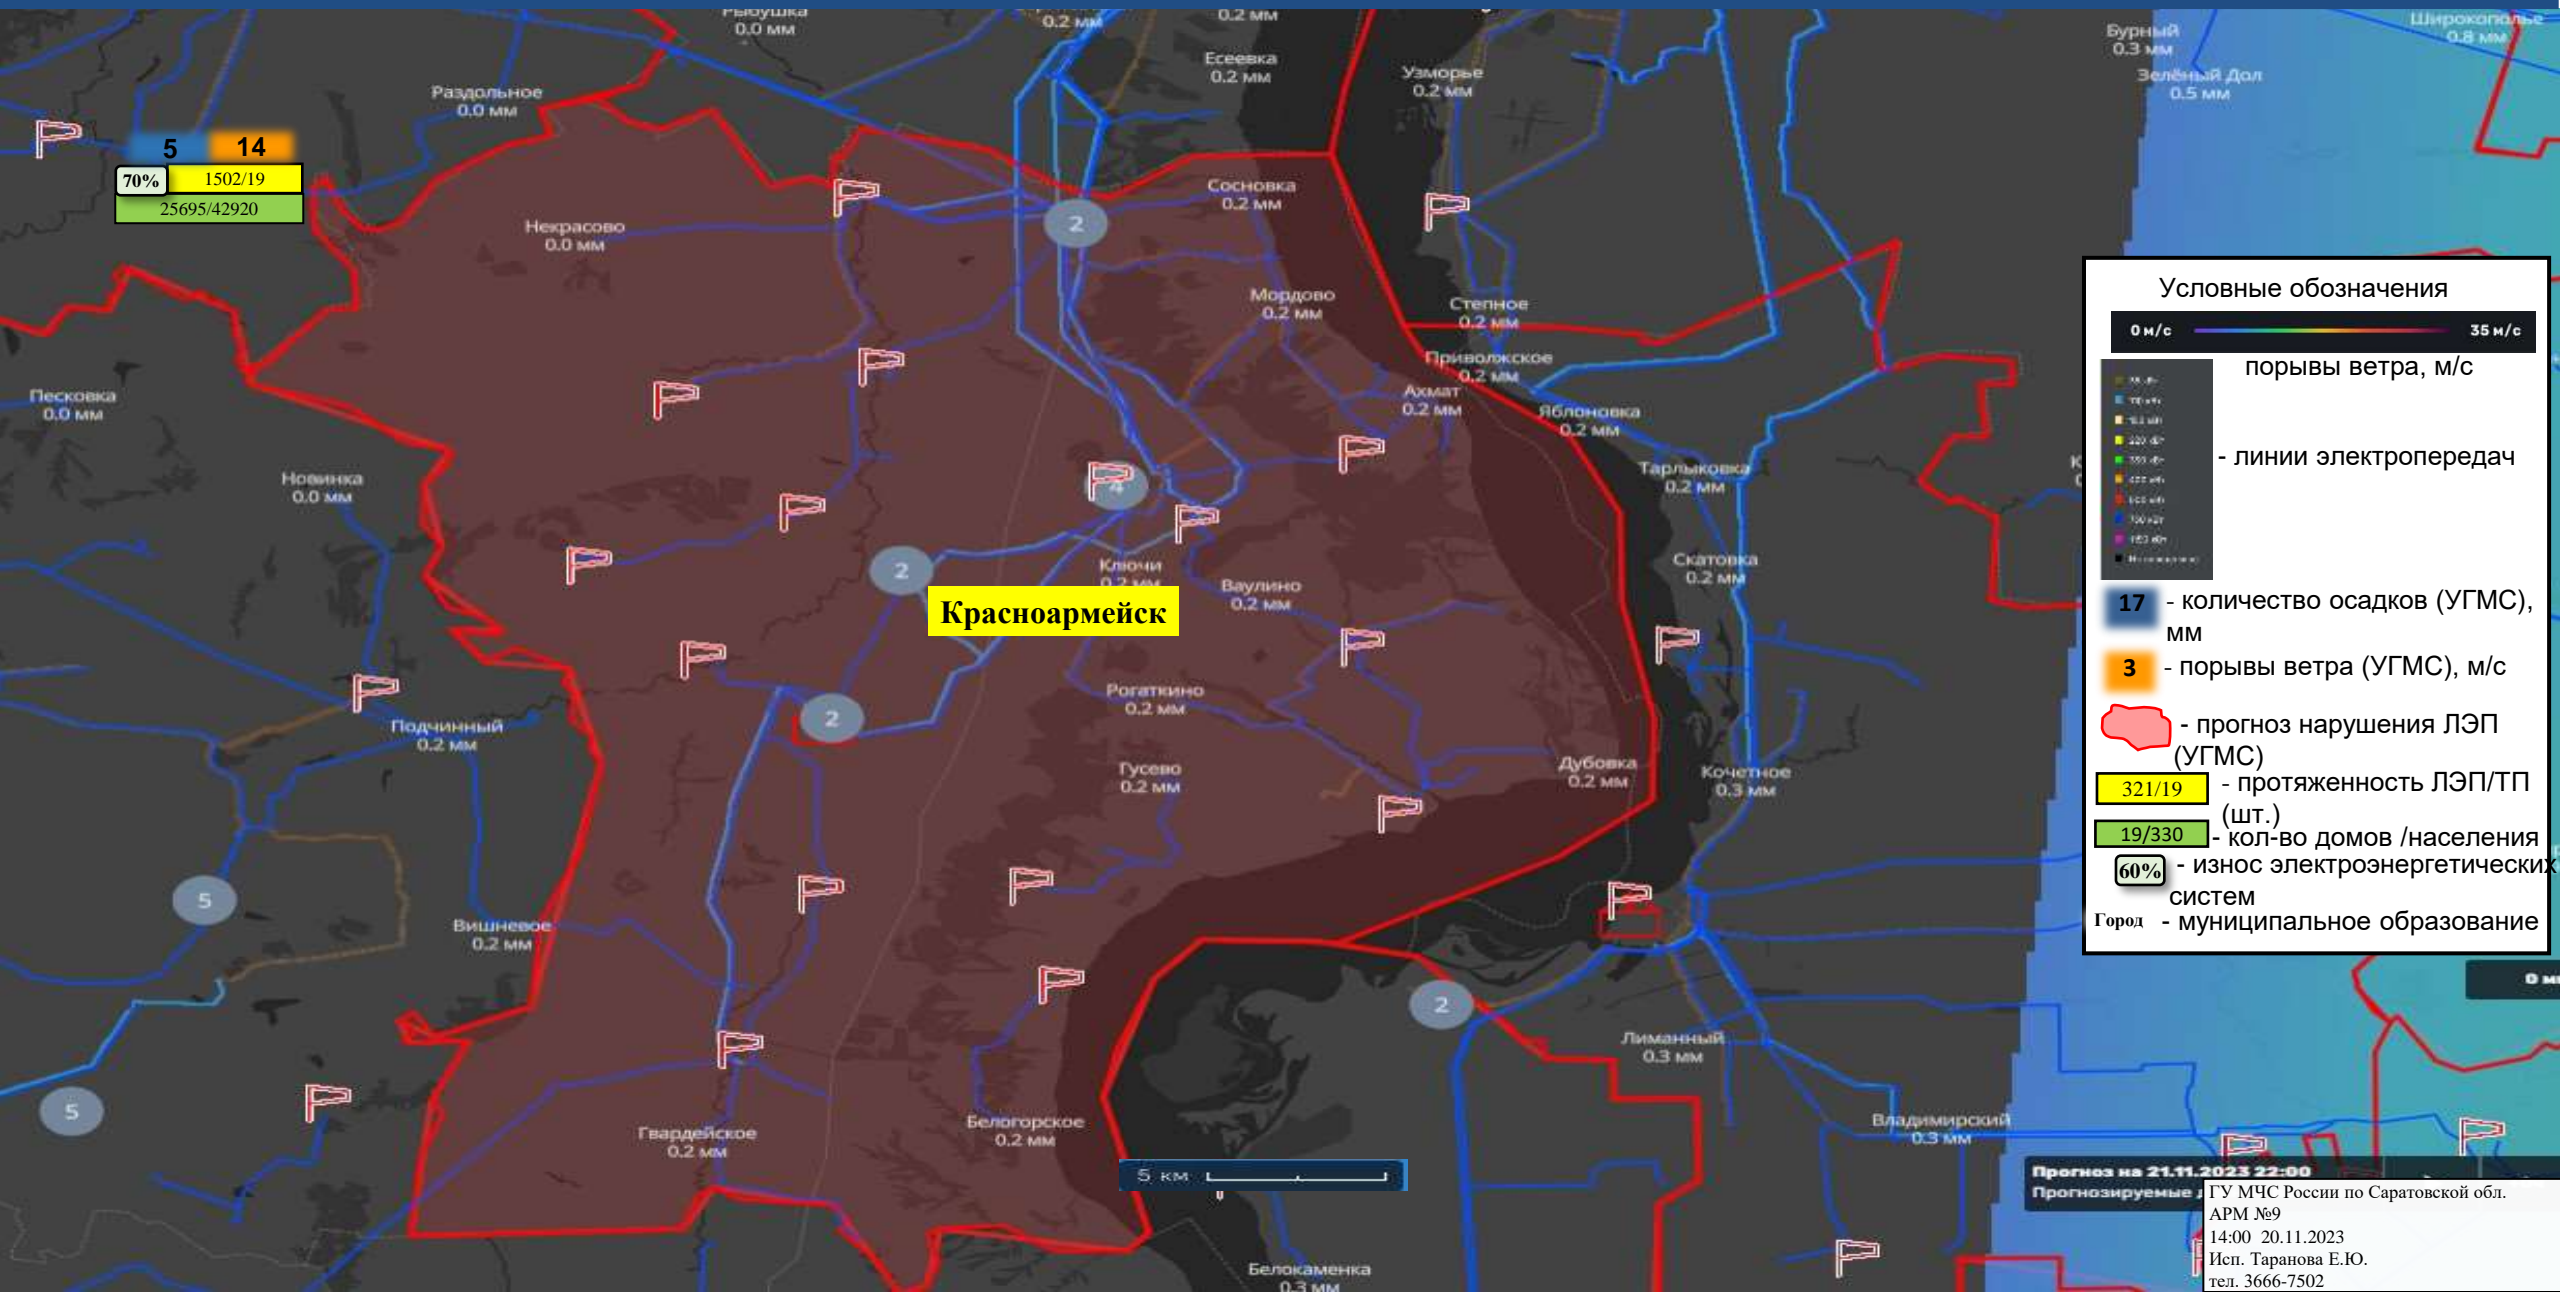 Рыбушка
0.0 мм
0.2 мм
0.2 мм
Есеевка
0.2 мм
Узморье
0.2 мм
Бурный
0.3 мм
Широкополье
0.8 мм
Зелёный Дол
0.5 мм
Раздольное
0.0 мм
5 14
70% 1502/19
25695/42920
Некрасово
0.0 мм
2
Сосновка
0.2 мм
Мордово
0.2 мм
Степное
0.2 мм
Приволжское
0.2 мм
Ахмат
0.2 мм
Яблоновка
0.2 мм
Песковка
0.0 мм
Новинка
0.0 мм
4
Тарлыковка
0.2 мм
Скатовка
0.2 мм
2
Ключи
0.2 мм
Красноармейск
Ваулино
0.2 мм
Рогаткино
0.2 мм
2
Подчинный
0.2 мм
Гусево
0.2 мм
Дубовка
0.2 мм
Кочетное
0.3 мм
5
Вишневое
0.2 мм
2
Лиманный
0.3 мм
5
Гвардейское
0.2 мм
Белогорское
0.2 мм
Владимирский
0.3 мм
5 км
Белокаменка
0.3 мм
Условные обозначения
0 м/с 35 м/с
порывы ветра, м/с
- линии электропередач
17 - количество осадков (УГМС),
мм
3 - порывы ветра (УГМС), м/с
- прогноз нарушения ЛЭП
(УГМС)
321/19 - протяженность ЛЭП/ТП
(шт.)
19/330 - кол-во домов /населения
60% - износ электроэнергетических
систем
Город - муниципальное образование
Прогноз на 21.11.2023 22:00
Прогнозируемые
ГУ МЧС России по Саратовской обл.
АРМ №9
14:00 20.11.2023
Исп. Таранова Е.Ю.
тел. 3666-7502